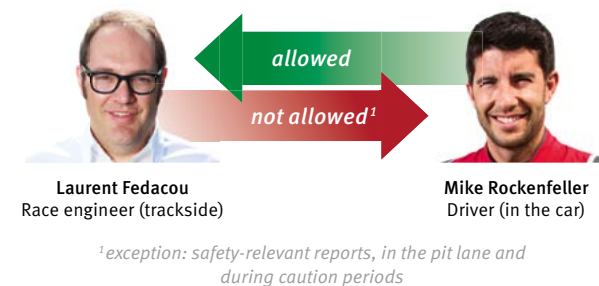 allowed
not allowed¹
Laurent Fedacou
Race engineer (trackside)
Mike Rockenfeller
Driver (in the car)
¹exception: safety-relevant reports, in the pit lane and
during caution periods